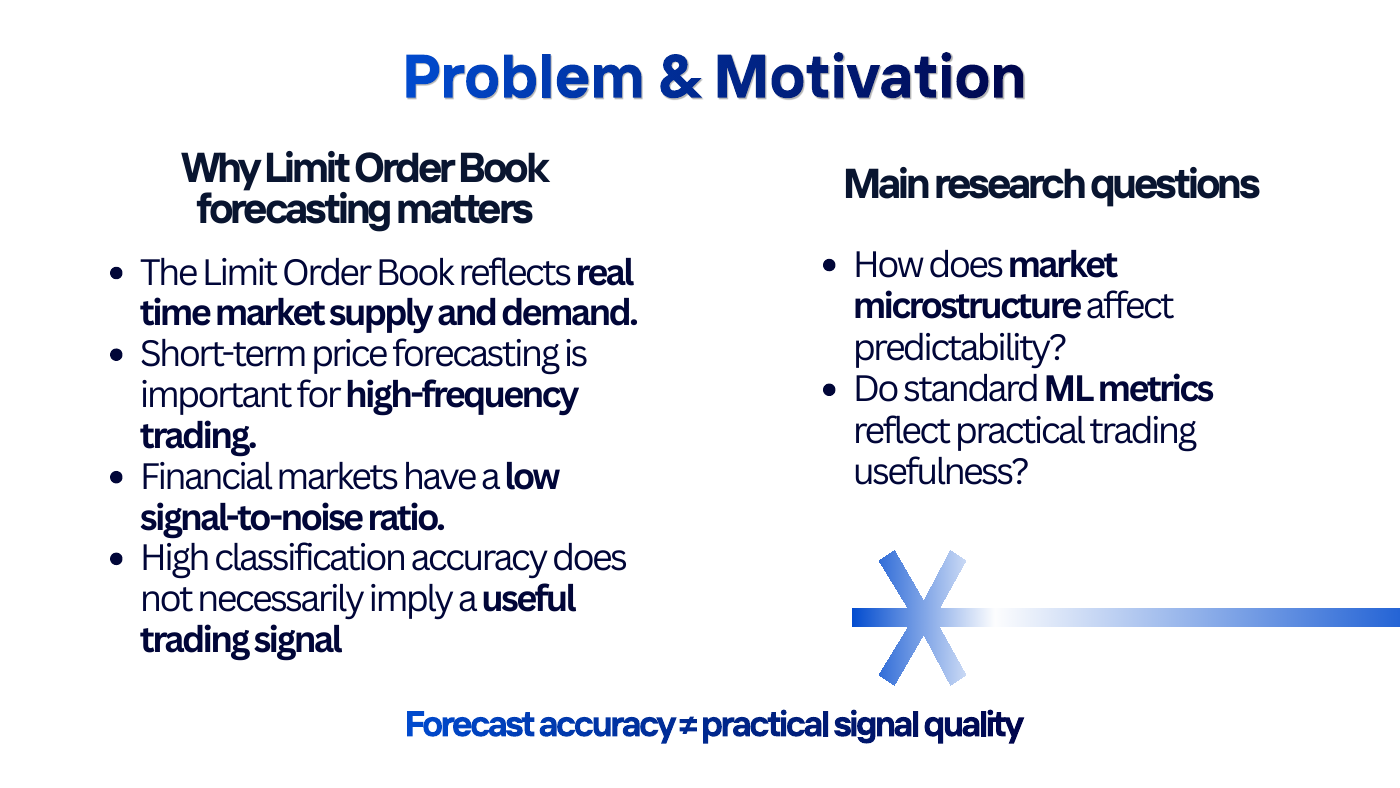 Problem & Motivation
Why Limit Order Book
forecasting matters
• The Limit Order Book reflects real
time market supply and demand.
• Short-term price forecasting is
important for high-frequency
trading.
• Financial markets have a low
signal-to-noise ratio.
• High classification accuracy does
not necessarily imply a useful
trading signal
Main research questions
• How does market
microstructure affect
predictability?
• Do standard ML metrics
reflect practical trading
usefulness?
Forecast accuracy ≠ practical signal quality